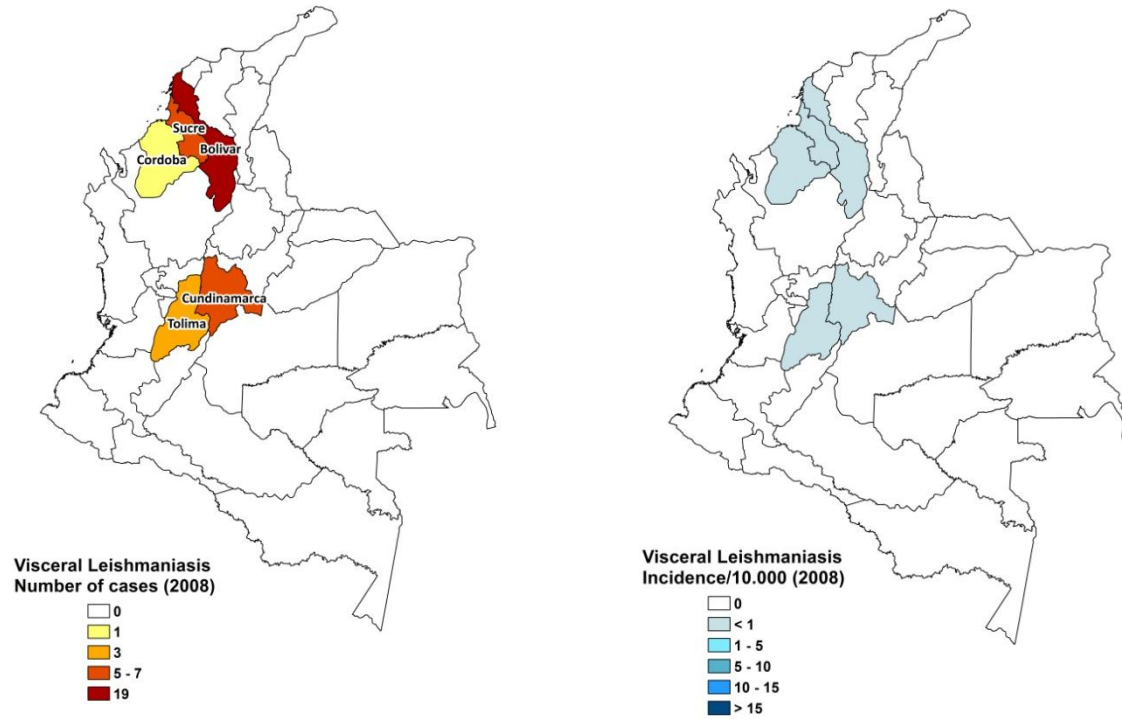 Sucre
Bolivar
Cordoba
Cundinamarca
Tolima
Visceral Leishmaniasis
Number of cases (2008)
0
1
3
5 - 7
19
Visceral Leishmaniasis
Incidence/10.000 (2008)
0
< 1
1 - 5
5 - 10
10 - 15
> 15